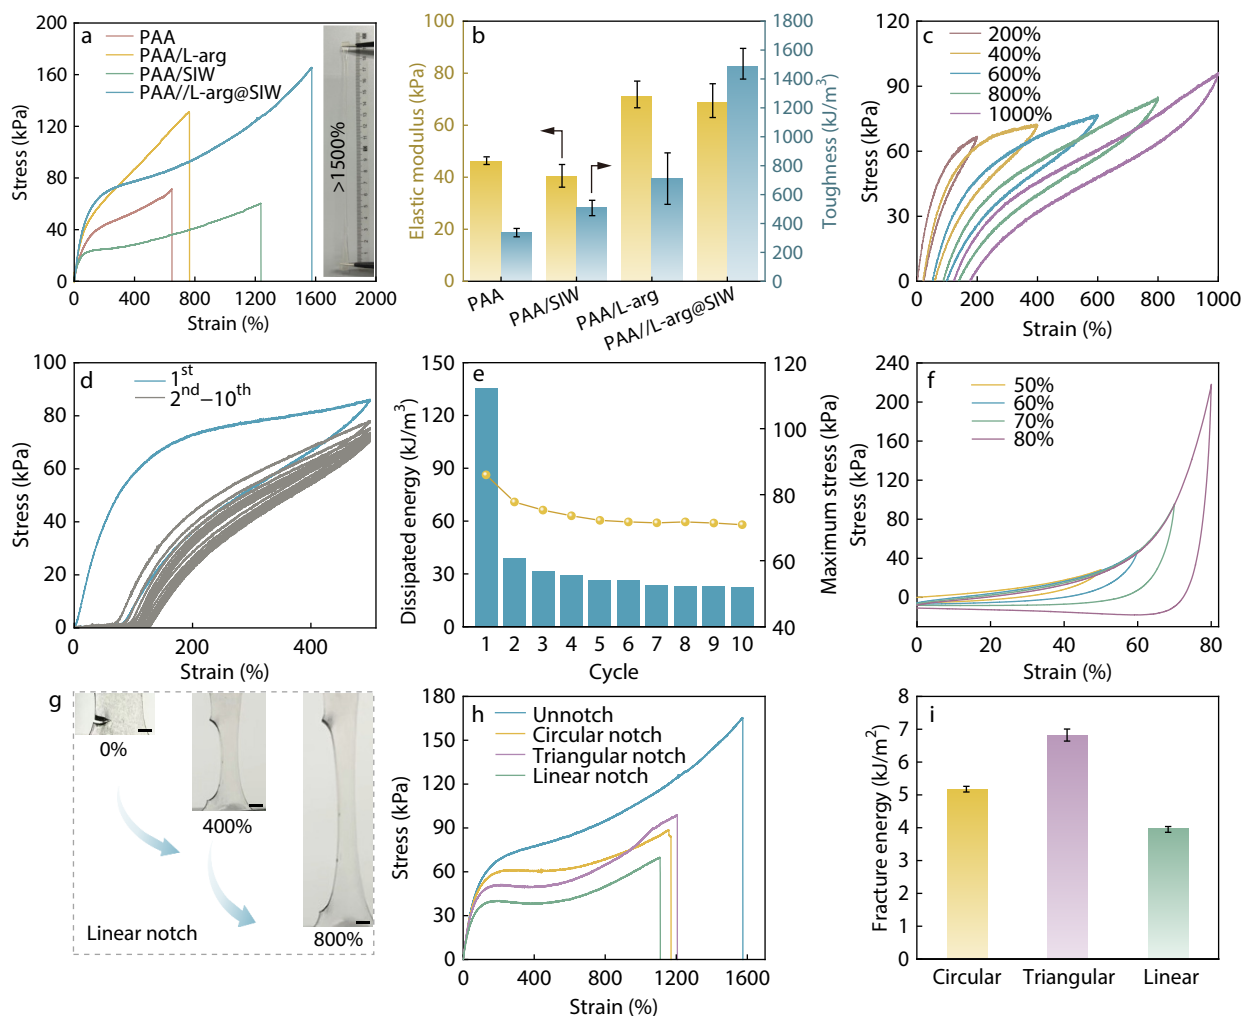 a
PAA
PAA/L-arg
PAA/SIW
PAA//L-arg@SIW
>1500%
200
160
120
80
40
0
0 400 800 1200 1600 2000
Stress (kPa)
Strain (%)
b
100
80
60
40
20
0
Elastic modulus (kPa)
1800
1600
1400
1200
1000
800
600
400
200
0
Toughness (kJ/m³)
PAA
PAA/SIW
PAA/L-arg
PAA//L-arg@SIW
c
200%
400%
600%
800%
1000%
120
90
60
30
0
0 200 400 600 800 1000
Stress (kPa)
Strain (%)
d
1st
2nd–10th
100
80
60
40
20
0
0 200 400
Stress (kPa)
Strain (%)
e
150
120
90
60
30
0
Dissipated energy (kJ/m³)
120
100
80
60
40
Maximum stress (kPa)
1 2 3 4 5 6 7 8 9 10
Cycle
f
50%
60%
70%
80%
240
200
160
120
80
40
0
0 20 40 60 80
Stress (kPa)
Strain (%)
g
0%
400%
800%
Linear notch
h
Unnotch
Circular notch
Triangular notch
Linear notch
180
150
120
90
60
30
0
0 400 800 1200 1600
Stress (kPa)
Strain (%)
i
8
7
6
5
4
3
2
1
0
Fracture energy (kJ/m²)
Circular Triangular Linear